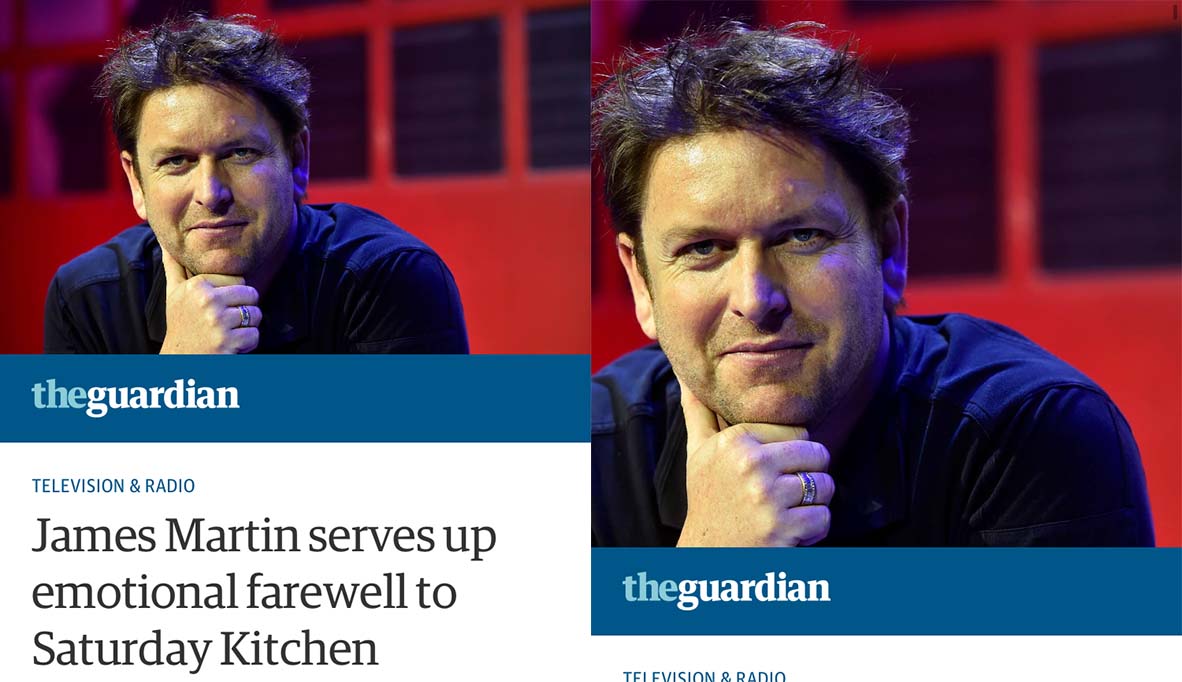 theguardian
TELEVISION & RADIO
James Martin serves up
emotional farewell to
Saturday Kitchen
theguardian
TELEVISION & RADIO